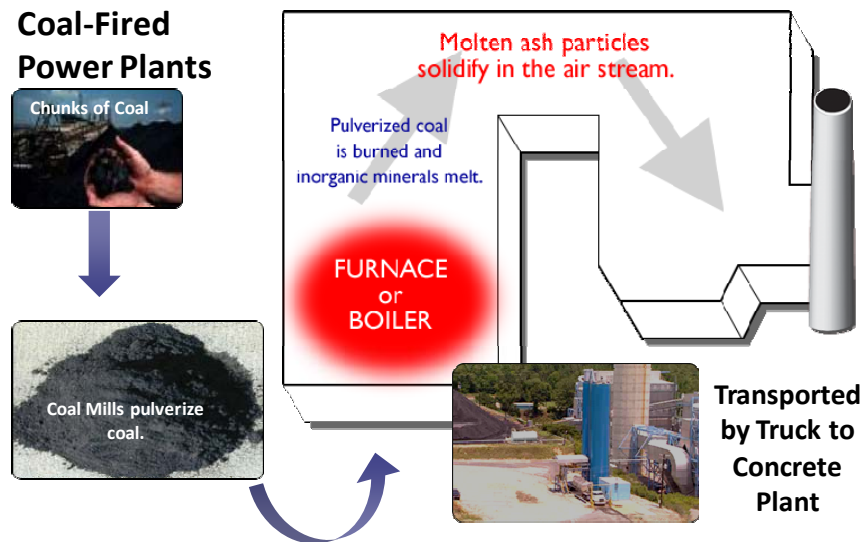 Coal-Fired
Power Plants
Chunks of Coal
Coal Mills pulverize
coal.
Molten ash particles
solidify in the air stream.
Pulverized coal
is burned and
inorganic minerals melt.
FURNACE
or
BOILER
Transported
by Truck to
Concrete
Plant